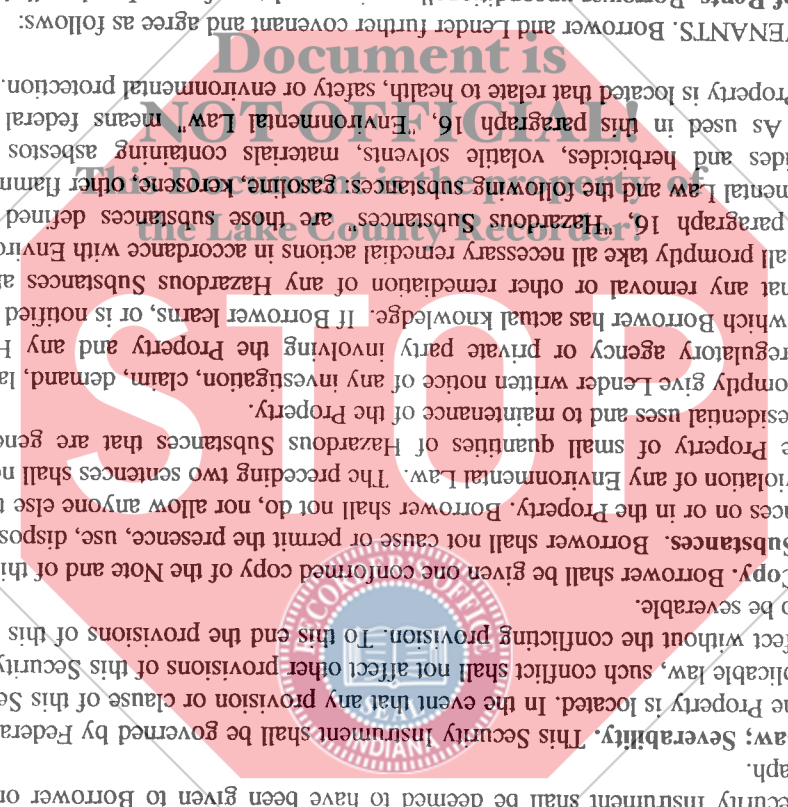 Document is
NOT OFFICIAL!
This Document is the property of
the Lake County Recorder!
STOP
RECORDER'S OFFICE
SEAL
INDIANA
ecurity Instrument shall be deemed to have been given to Borrower or
aph.
aw; Severability. This Security Instrument shall be governed by Federa
he Property is located. In the event that any provision or clause of this Se
plicable law, such conflict shall not affect other provisions of this Security
fect without the conflicting provision. To this end the provisions of this
o be severable.
Copy. Borrower shall be given one conformed copy of the Note and of thi
Substances. Borrower shall not cause or permit the presence, use, dispos
nces on or in the Property. Borrower shall not do, nor allow anyone else t
violation of any Environmental Law. The preceding two sentences shall no
e Property of small quantities of Hazardous Substances that are gene
esidential uses and to maintenance of the Property.
omptly give Lender written notice of any investigation, claim, demand, la
regulatory agency or private party involving the Property and any H
which Borrower has actual knowledge. If Borrower learns, or is notified
hat any removal or other remediation of any Hazardous Substances a
all promptly take all necessary remedial actions in accordance with Enviro
paragraph 16, "Hazardous Substances" are those substances defined
mental Law and the following substances: gasoline, kerosene, other flamm
ides and herbicides, volatile solvents, materials containing asbestos
As used in this paragraph 16, "Environmental Law" means federal
Property is located that relate to health, safety or environmental protection.
VENANTS. Borrower and Lender further covenant and agree as follows:
of Rents. Borrower